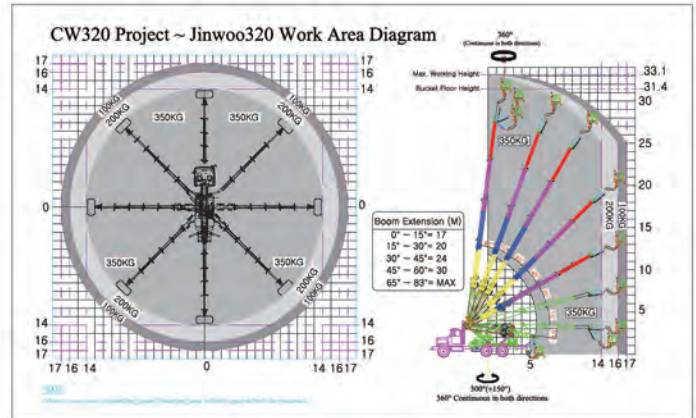 CW320 Project ~ Jinwoo320 Work Area Diagram
360°
(Continuous in both directions)
17
16
14
0
14
16
17
17
16
14
0
14
16
17
17 16 14
0
14 16 17
100KG
200KG
350KG
350KG
100KG
200KG
350KG
350KG
200KG
100KG
200KG
100KG
Max. Working Height
Bucket Floor Height
33.1
31.4
30
25
20
15
10
5
350KG
200KG
100KG
350KG
Boom Extension (M)
0° ~ 15°= 17
15° ~ 30°= 20
30° ~ 45°= 24
45° ~ 60°= 30
65° ~ 83°= MAX
5
14 16 17
300°(±150°)
360° Continuous in both directions